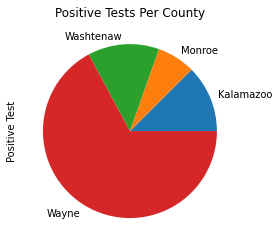 Positive Tests Per County
Washtenaw
Monroe
Kalamazoo
Positive Test
Wayne